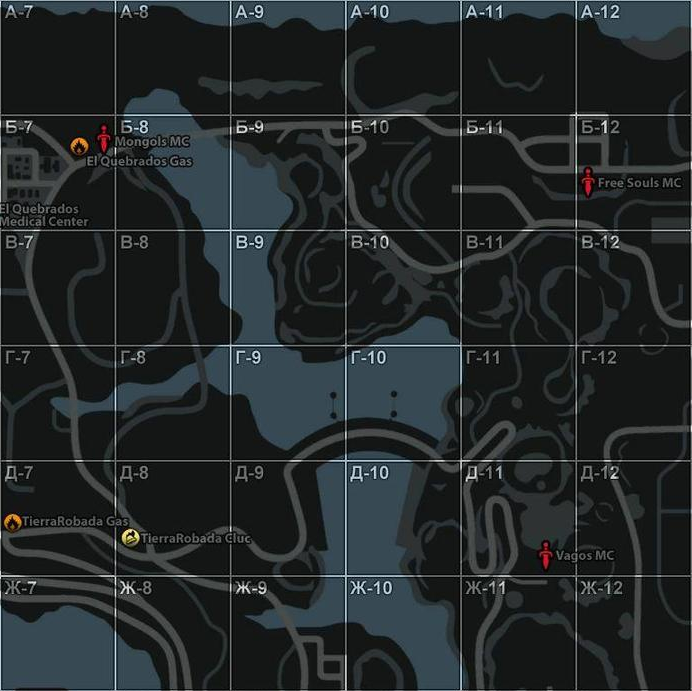 А-7 А-8 А-9 А-10 А-11 А-12
Б-7 Б-8 Б-9 Б-10 Б-11 Б-12
Mongols MC
El Quebrados Gas
Free Souls MC
El Quebrados
Medical Center
В-7 В-8 В-9 В-10 В-11 В-12
Г-7 Г-8 Г-9 Г-10 Г-11 Г-12
Д-7 Д-8 Д-9 Д-10 Д-11 Д-12
TierraRobada Gas
TierraRobada Cluc
Vagos MC
Ж-7 Ж-8 Ж-9 Ж-10 Ж-11 Ж-12